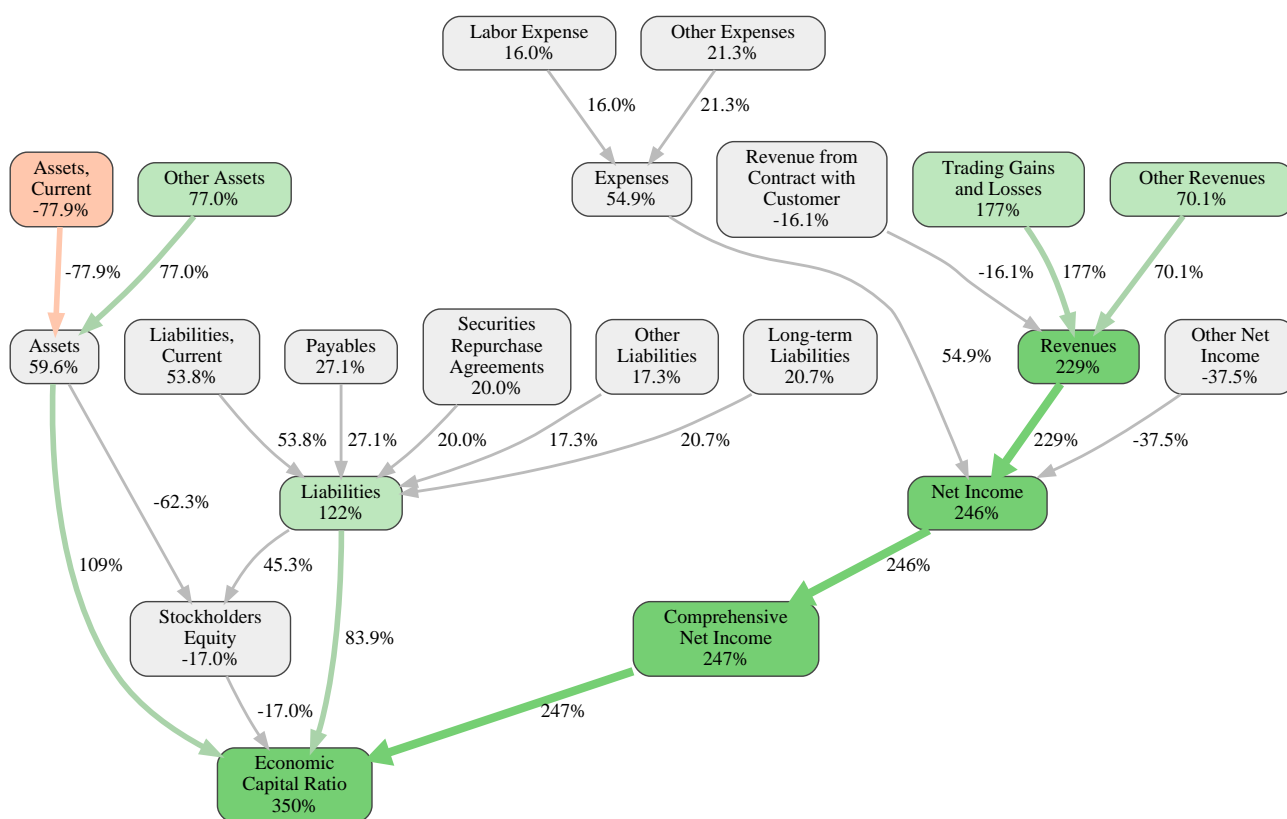 Labor Expense
16.0%
Other Expenses
21.3%
16.0%
21.3%
Assets,
Current
-77.9%
Other Assets
77.0%
Expenses
54.9%
Revenue from
Contract with
Customer
-16.1%
Trading Gains
and Losses
177%
Other Revenues
70.1%
-77.9%
77.0%
-16.1%
177%
70.1%
Assets
59.6%
Liabilities,
Current
53.8%
Payables
27.1%
Securities
Repurchase
Agreements
20.0%
Other
Liabilities
17.3%
Long-term
Liabilities
20.7%
54.9%
Revenues
229%
Other Net
Income
-37.5%
53.8%
27.1%
20.0%
17.3%
20.7%
229%
-37.5%
Liabilities
122%
Net Income
246%
-62.3%
109%
45.3%
246%
Stockholders
Equity
-17.0%
83.9%
Comprehensive
Net Income
247%
-17.0%
247%
Economic
Capital Ratio
350%